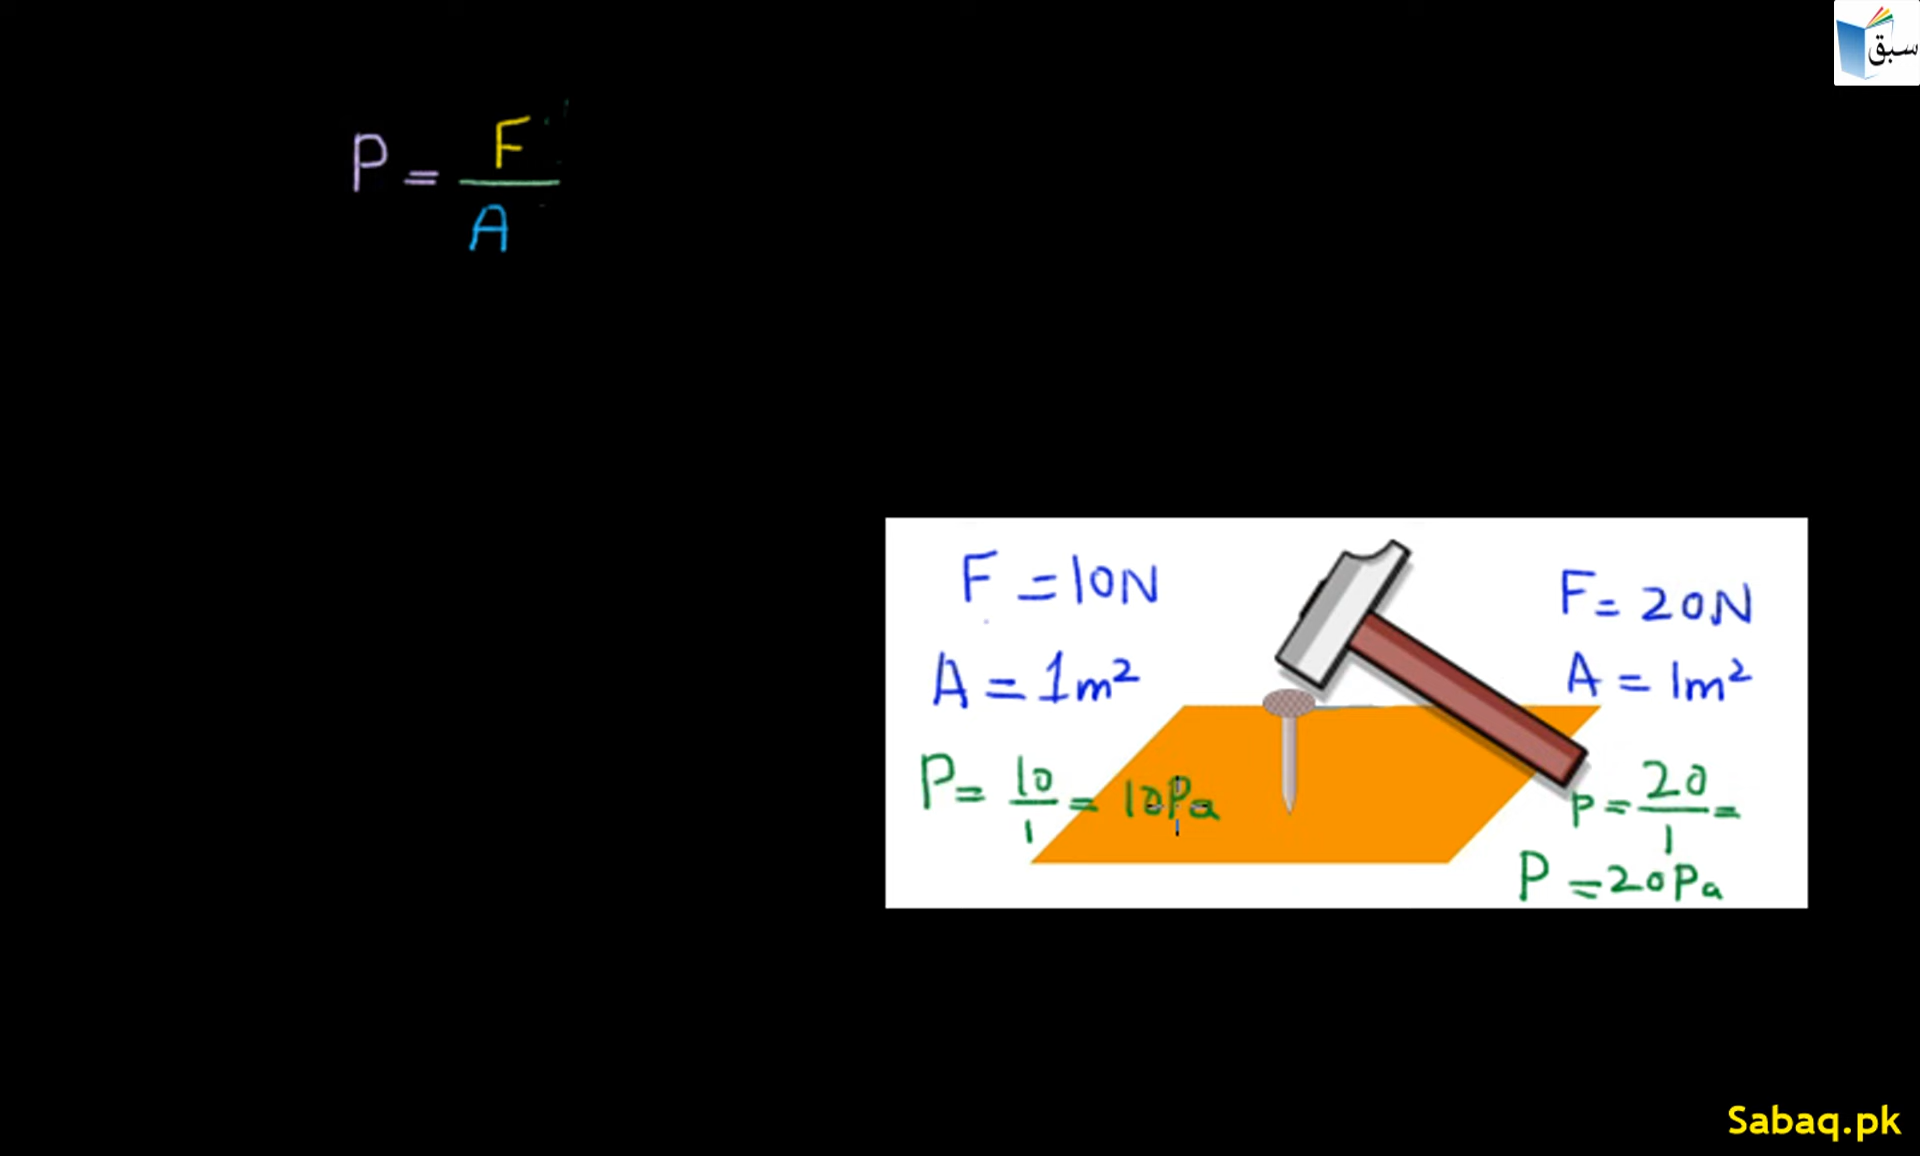 سبق
P = F
A
F = 10N
A = 1m²
P = 10/1 = 10Pa
F = 20N
A = 1m²
P = 20/1 =
P = 20Pa
Sabaq.pk